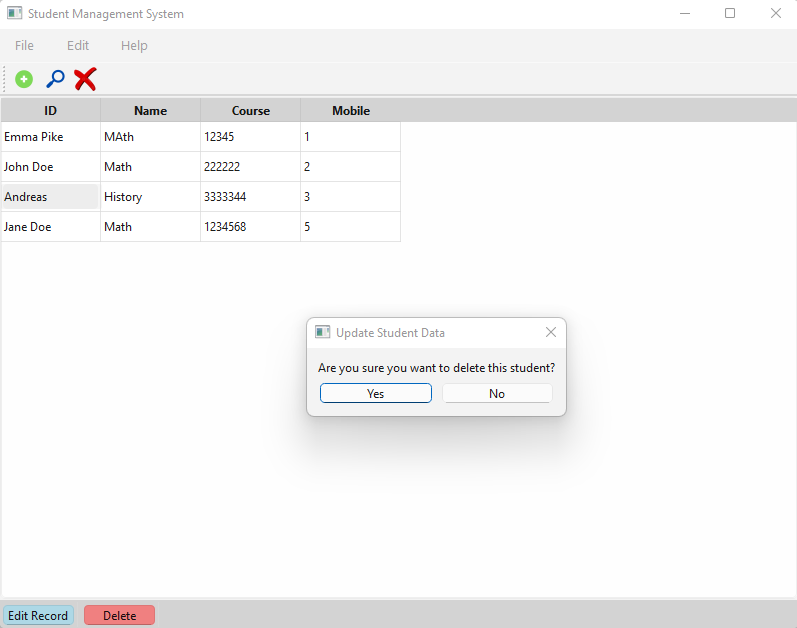 Student Management System
File Edit Help
ID Name Course Mobile
Emma Pike MAth 12345 1
John Doe Math 222222 2
Andreas History 3333344 3
Jane Doe Math 1234568 5
Update Student Data
Are you sure you want to delete this student?
Yes No
Edit Record Delete